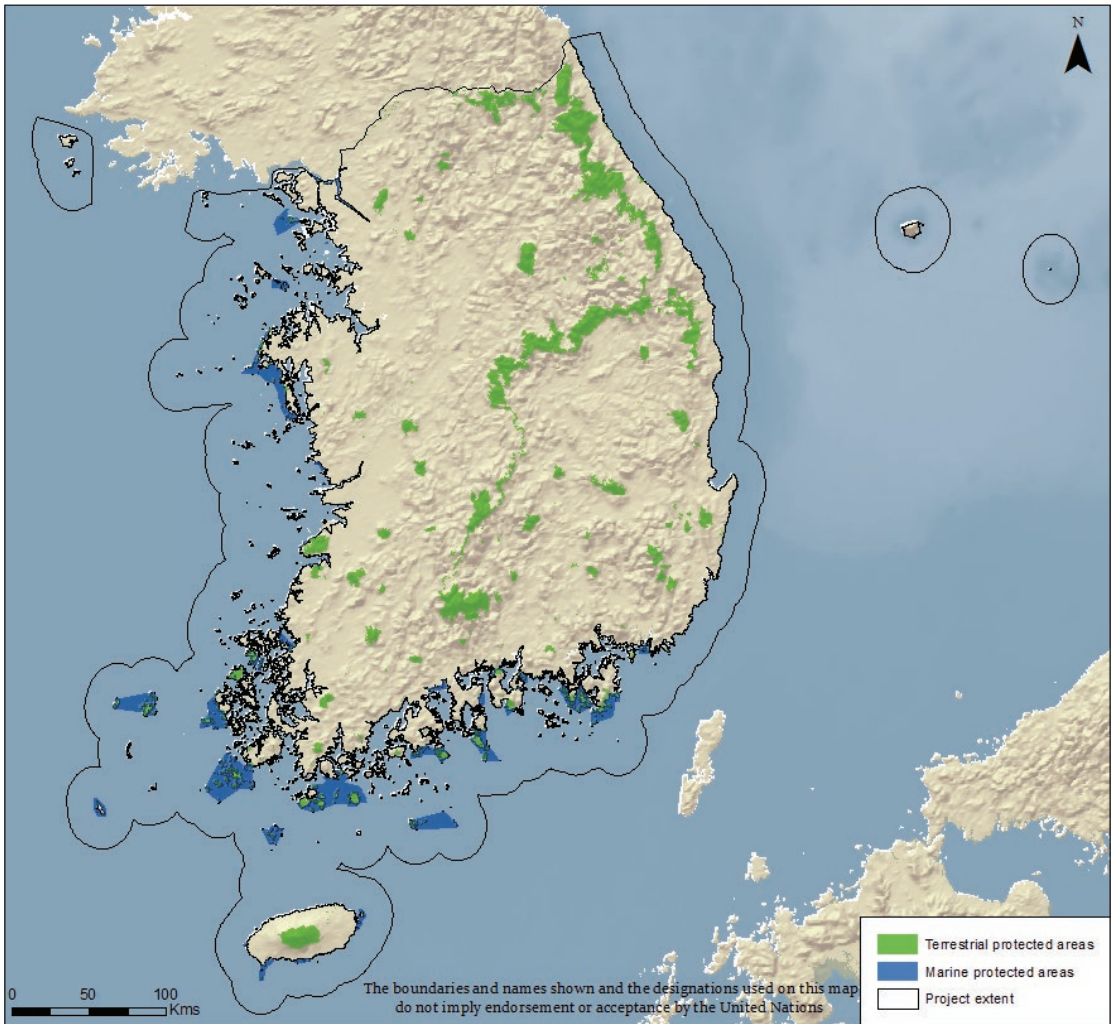 N
Terrestrial protected areas
Marine protected areas
Project extent
0 50 100
Kms
The boundaries and names shown and the designations used on this map
do not imply endorsement or acceptance by the United Nations